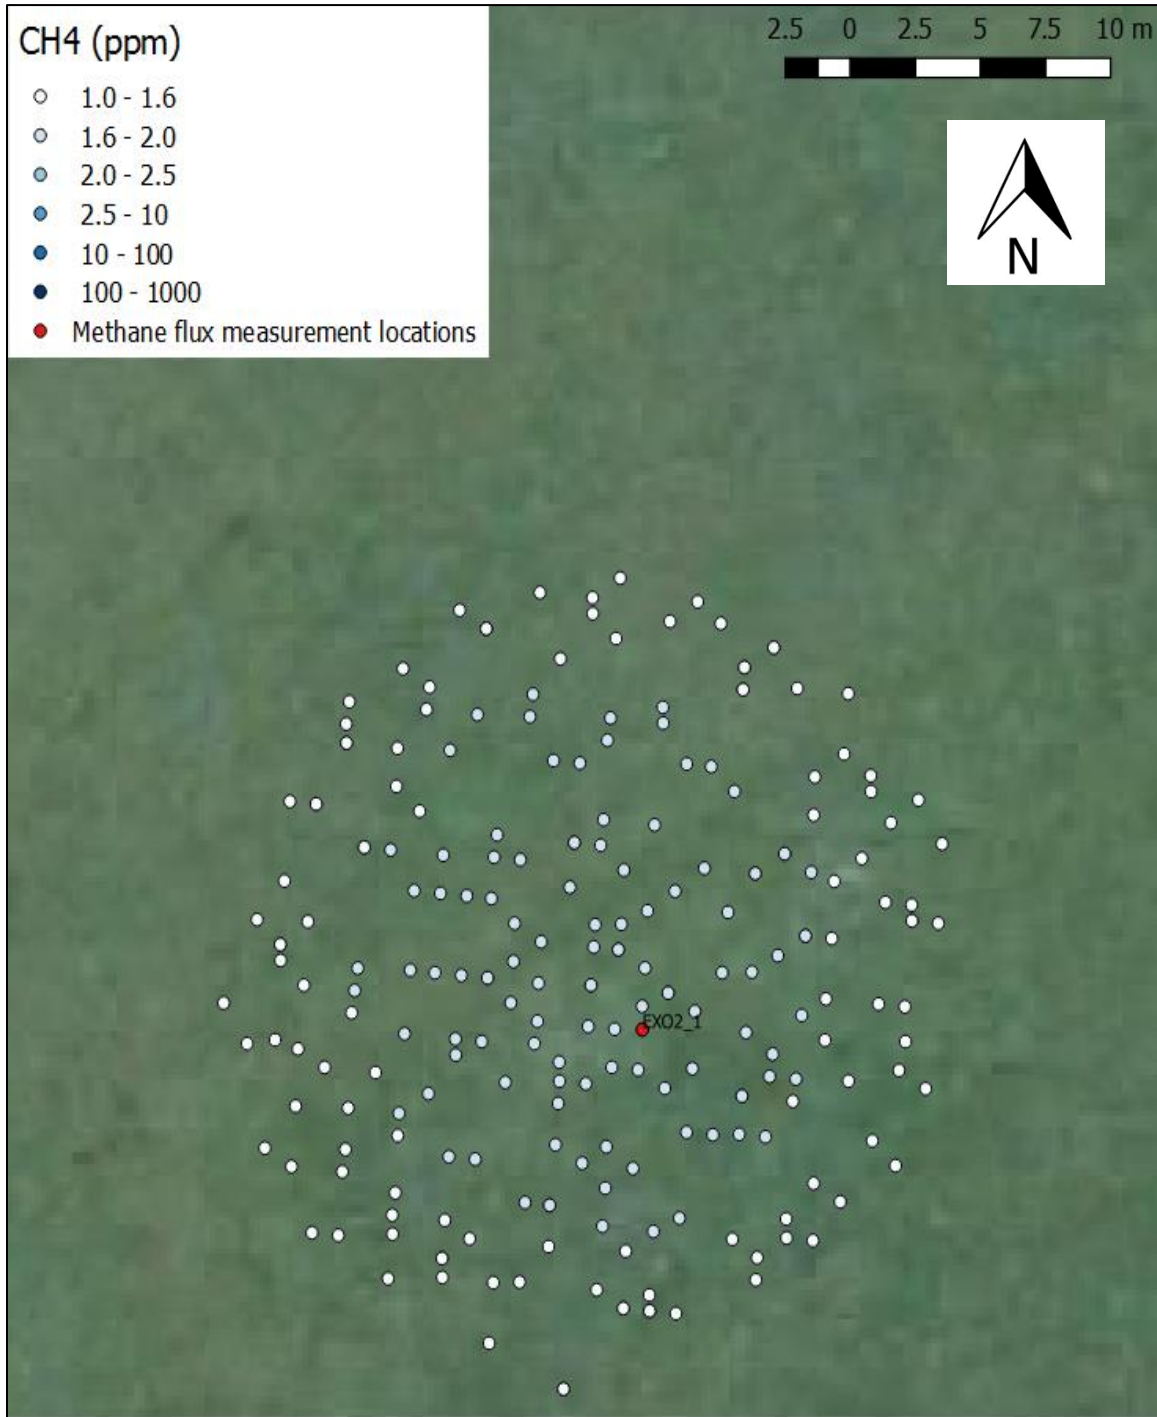 CH4 (ppm)
1.0 - 1.6
1.6 - 2.0
2.0 - 2.5
2.5 - 10
10 - 100
100 - 1000
Methane flux measurement locations
2.5 0 2.5 5 7.5 10 m
N
EXO2_1